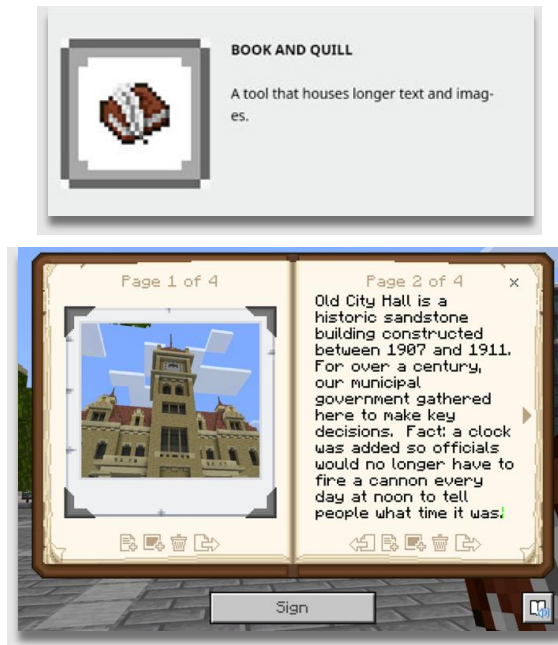 BOOK AND QUILL
A tool that houses longer text and imag-
es.
Page 1 of 4
Page 2 of 4
Old City Hall is a
historic sandstone
building constructed
between 1907 and 1911.
For over a century,
our municipal
government gathered
here to make key
decisions. Fact: a clock
was added so officials
would no longer have to
fire a cannon every
day at noon to tell
people what time it was.
Sign